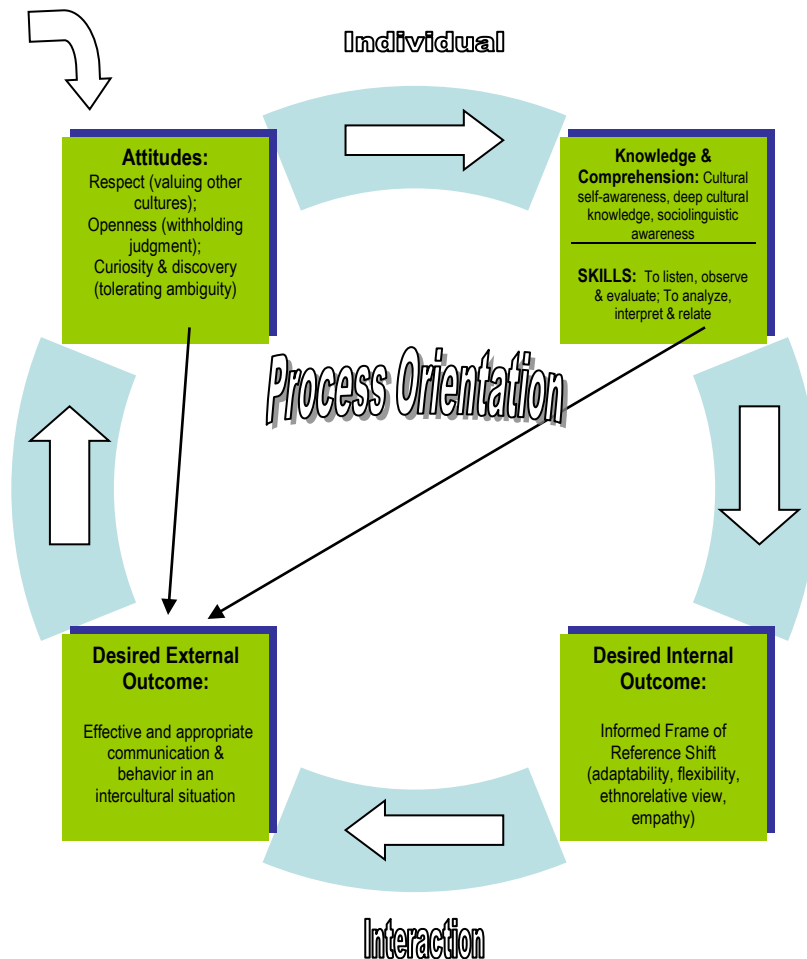 Individual
Attitudes:
Respect (valuing other
cultures);
Openness (withholding
judgment);
Curiosity & discovery
(tolerating ambiguity)
Knowledge &
Comprehension: Cultural
self-awareness, deep cultural
knowledge, sociolinguistic
awareness
SKILLS: To listen, observe
& evaluate; To analyze,
interpret & relate
Process Orientation
Desired External
Outcome:
Effective and appropriate
communication &
behavior in an
intercultural situation
Desired Internal
Outcome:
Informed Frame of
Reference Shift
(adaptability, flexibility,
ethnorelative view,
empathy)
Interaction